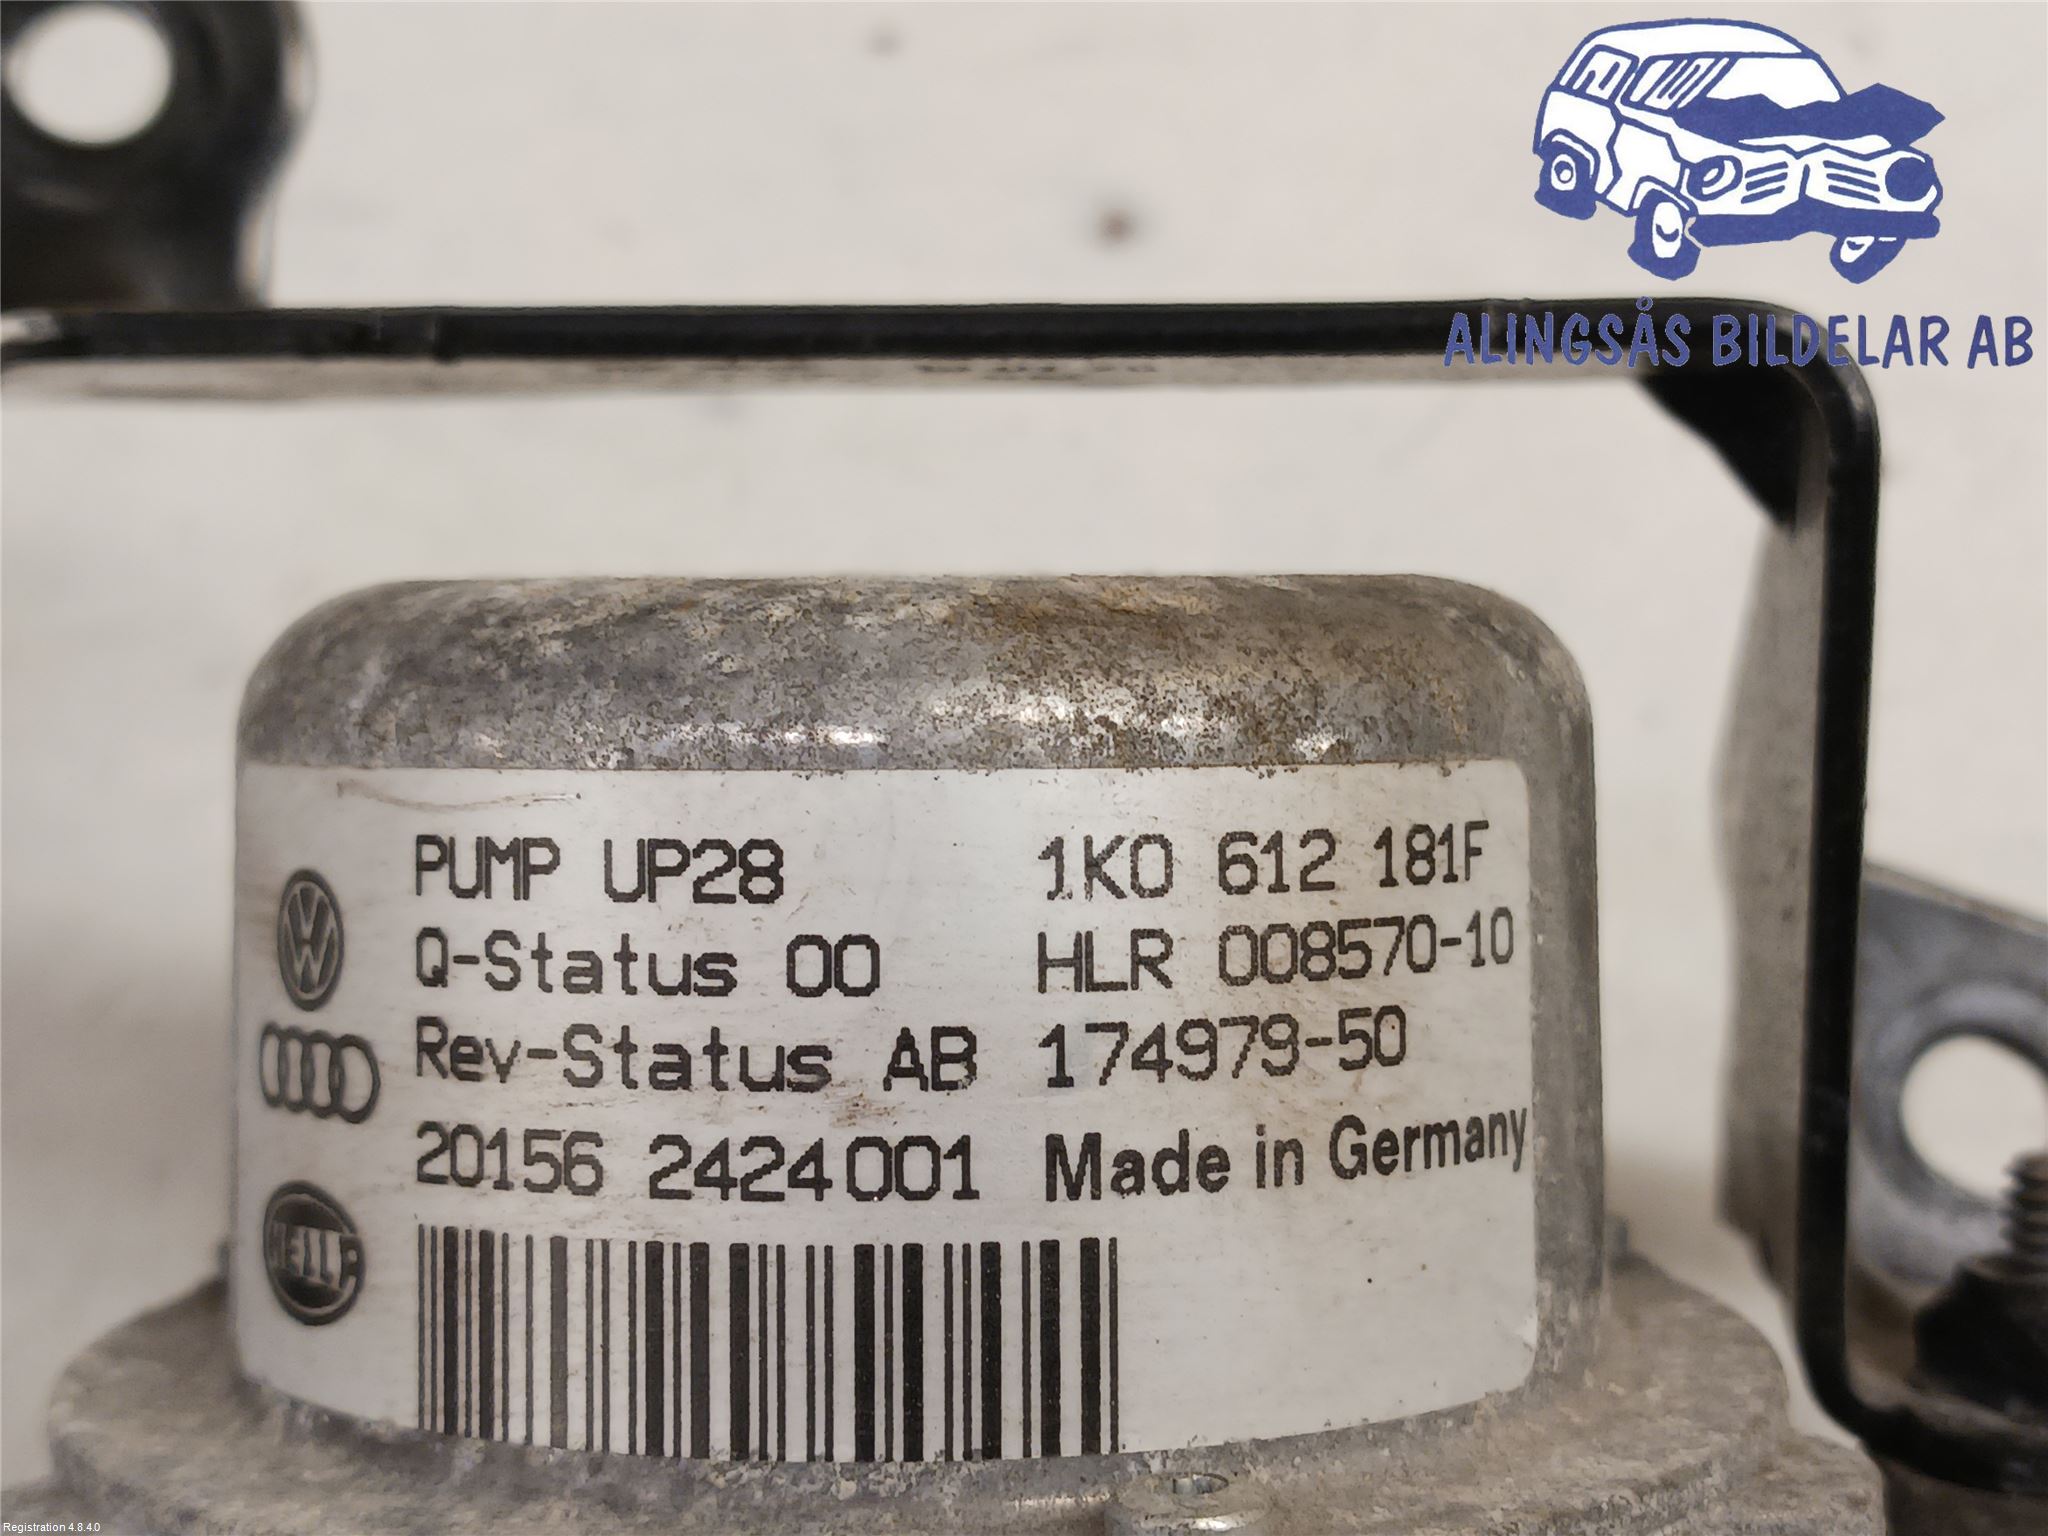 ALINGSÅS BILDELAR AB
PUMP UP28 1K0 612 181F
Q-Status 00 HLR 008570-10
Rev-Status AB 174979-50
20156 2424001 Made in Germany
HELLA
Registration 4.8.4.0